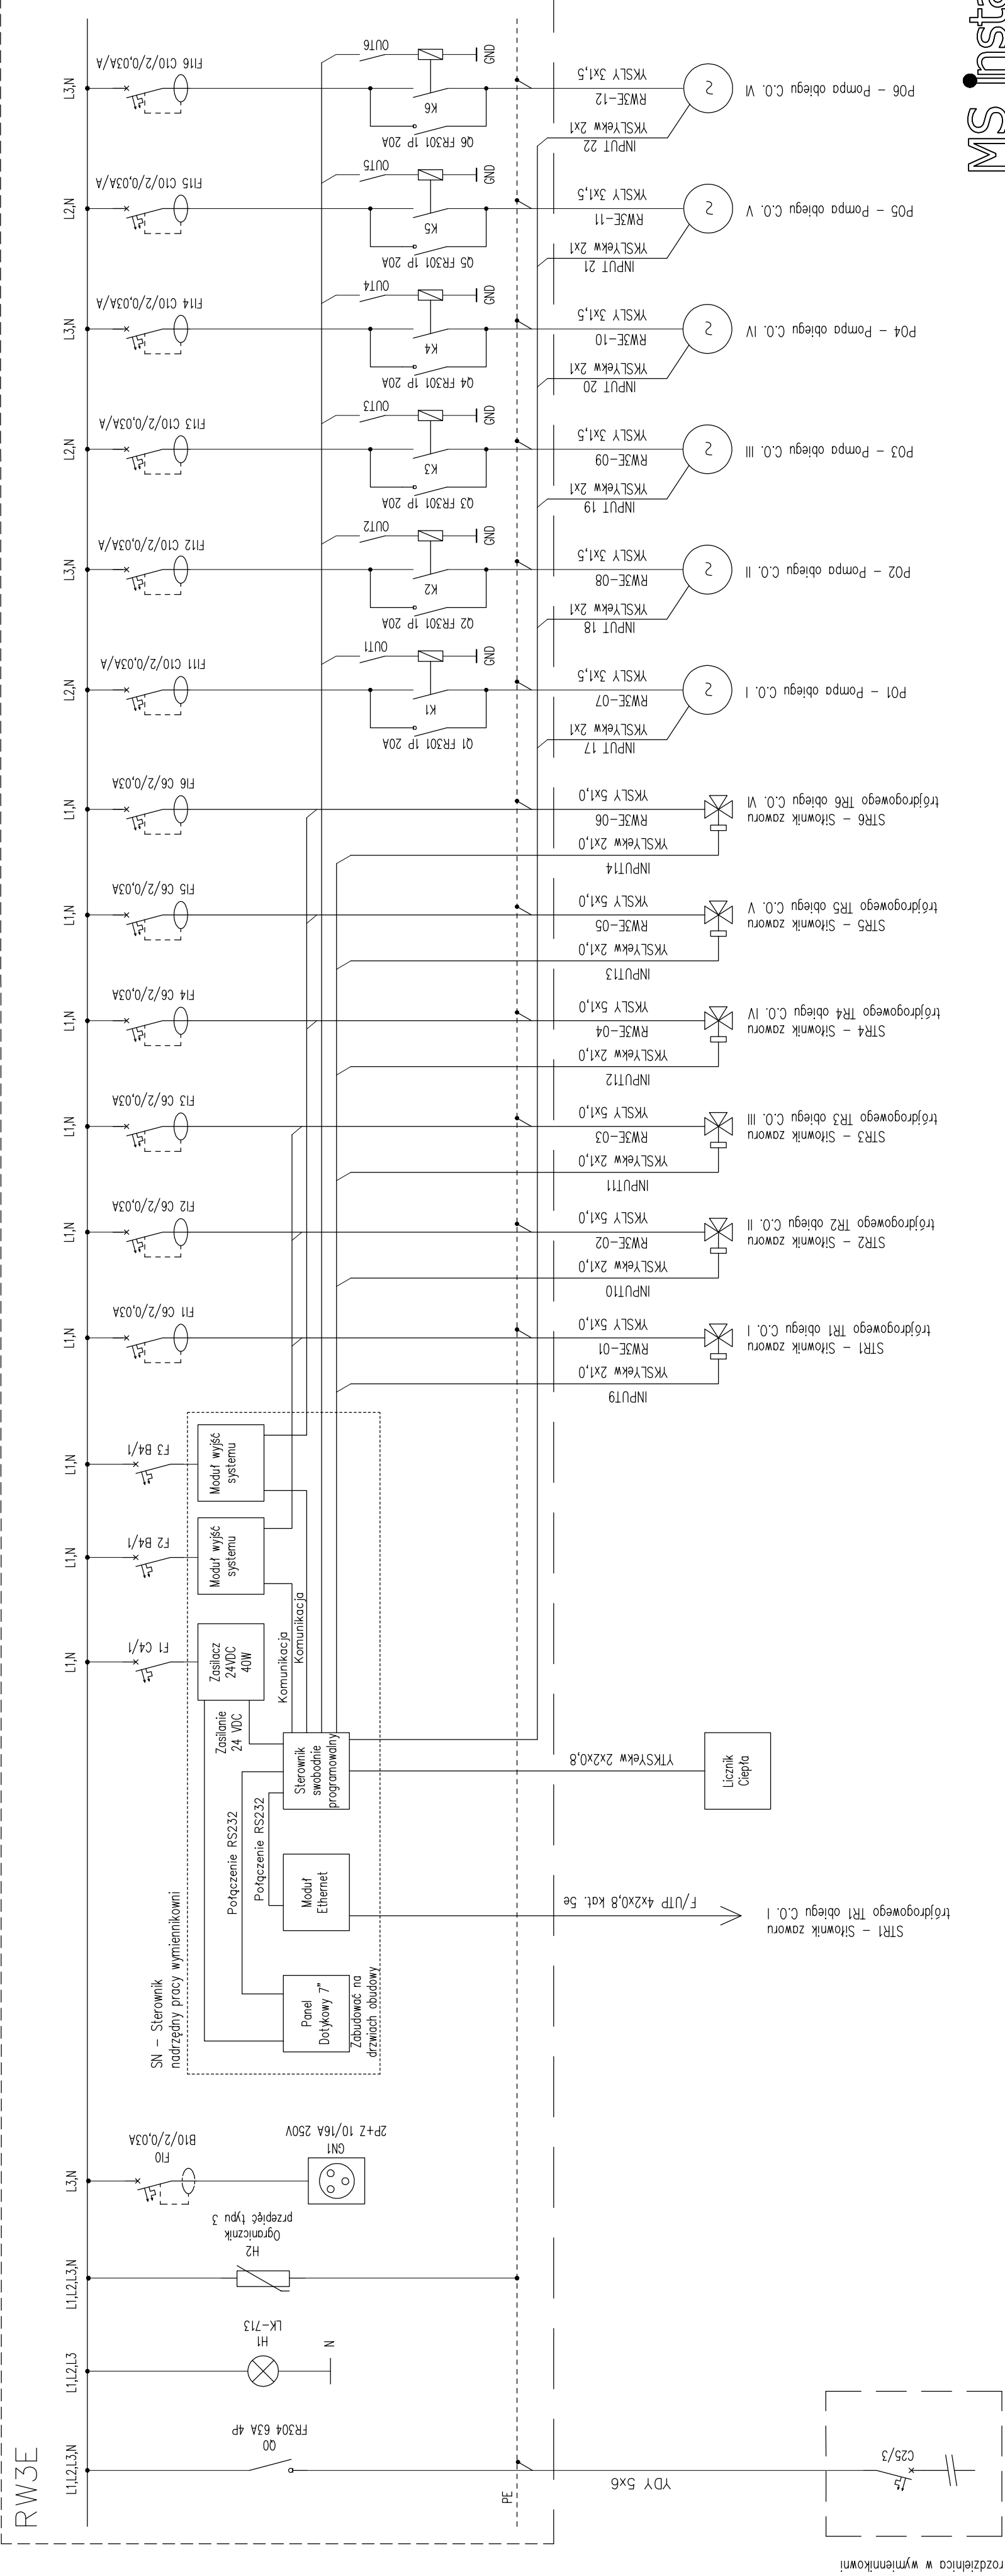 RW3E
L1,L2,L3,N
Q0
FR304 63A 4P
PE
YDY 5x6
C25/3
rozdzielnica w wymiennikowni
L1,L2,L3
H1
LK-713
N
L1,L2,L3,N
H2
Ogranicznik
przepięć typu 3
L3,N
FI0
B10/2/0,03A
GN1
2P+Z 10/16A 250V
SN - Sterownik
nadrzędny pracy wymiennikowni
Panel
Dotykowy 7"
Zabudować na
drzwiach obudowy
Połączenie RS232
Połączenie RS232
Moduł
Ethernet
F/UTP 4x2x0,8 kat. 5e
STR1 - Siłownik zaworu
trójdrogowego TR1 obiegu C.O. I
Sterownik
swobodnie
programowalny
YTKSYekw 2x2x0,8
Licznik
Ciepła
Zasilanie
24 VDC
Komunikacja
Komunikacja
L1,N
F1 C4/1
Zasilacz
24VDC
40W
L1,N
F2 B4/1
Moduł wyjść
systemu
L1,N
F3 B4/1
Moduł wyjść
systemu
L1,N
FI1 C6/2/0,03A
INPUT9
YKSLYekw 2x1,0
RW3E-01
YKSLY 5x1,0
STR1 - Siłownik zaworu
trójdrogowego TR1 obiegu C.O. I
L1,N
FI2 C6/2/0,03A
INPUT10
YKSLYekw 2x1,0
RW3E-02
YKSLY 5x1,0
STR2 - Siłownik zaworu
trójdrogowego TR2 obiegu C.O. II
L1,N
FI3 C6/2/0,03A
INPUT11
YKSLYekw 2x1,0
RW3E-03
YKSLY 5x1,0
STR3 - Siłownik zaworu
trójdrogowego TR3 obiegu C.O. III
L1,N
FI4 C6/2/0,03A
INPUT12
YKSLYekw 2x1,0
RW3E-04
YKSLY 5x1,0
STR4 - Siłownik zaworu
trójdrogowego TR4 obiegu C.O. IV
L1,N
FI5 C6/2/0,03A
INPUT13
YKSLYekw 2x1,0
RW3E-05
YKSLY 5x1,0
STR5 - Siłownik zaworu
trójdrogowego TR5 obiegu C.O. V
L1,N
FI6 C6/2/0,03A
INPUT14
YKSLYekw 2x1,0
RW3E-06
YKSLY 5x1,0
STR6 - Siłownik zaworu
trójdrogowego TR6 obiegu C.O. VI
L2,N
FI11 C10/2/0,03A/A
Q1 FR301 1P 20A
K1
OUT1
GND
INPUT 17
YKSLYekw 2x1
RW3E-07
YKSLY 3x1,5
P01 - Pompa obiegu C.O. I
L3,N
FI12 C10/2/0,03A/A
Q2 FR301 1P 20A
K2
OUT2
GND
INPUT 18
YKSLYekw 2x1
RW3E-08
YKSLY 3x1,5
P02 - Pompa obiegu C.O. II
L2,N
FI13 C10/2/0,03A/A
Q3 FR301 1P 20A
K3
OUT3
GND
INPUT 19
YKSLYekw 2x1
RW3E-09
YKSLY 3x1,5
P03 - Pompa obiegu C.O. III
L3,N
FI14 C10/2/0,03A/A
Q4 FR301 1P 20A
K4
OUT4
GND
INPUT 20
YKSLYekw 2x1
RW3E-10
YKSLY 3x1,5
P04 - Pompa obiegu C.O. IV
L2,N
FI15 C10/2/0,03A/A
Q5 FR301 1P 20A
K5
OUT5
GND
INPUT 21
YKSLYekw 2x1
RW3E-11
YKSLY 3x1,5
P05 - Pompa obiegu C.O. V
L3,N
FI16 C10/2/0,03A/A
Q6 FR301 1P 20A
K6
OUT6
GND
INPUT 22
YKSLYekw 2x1
RW3E-12
YKSLY 3x1,5
P06 - Pompa obiegu C.O. VI
MS insta